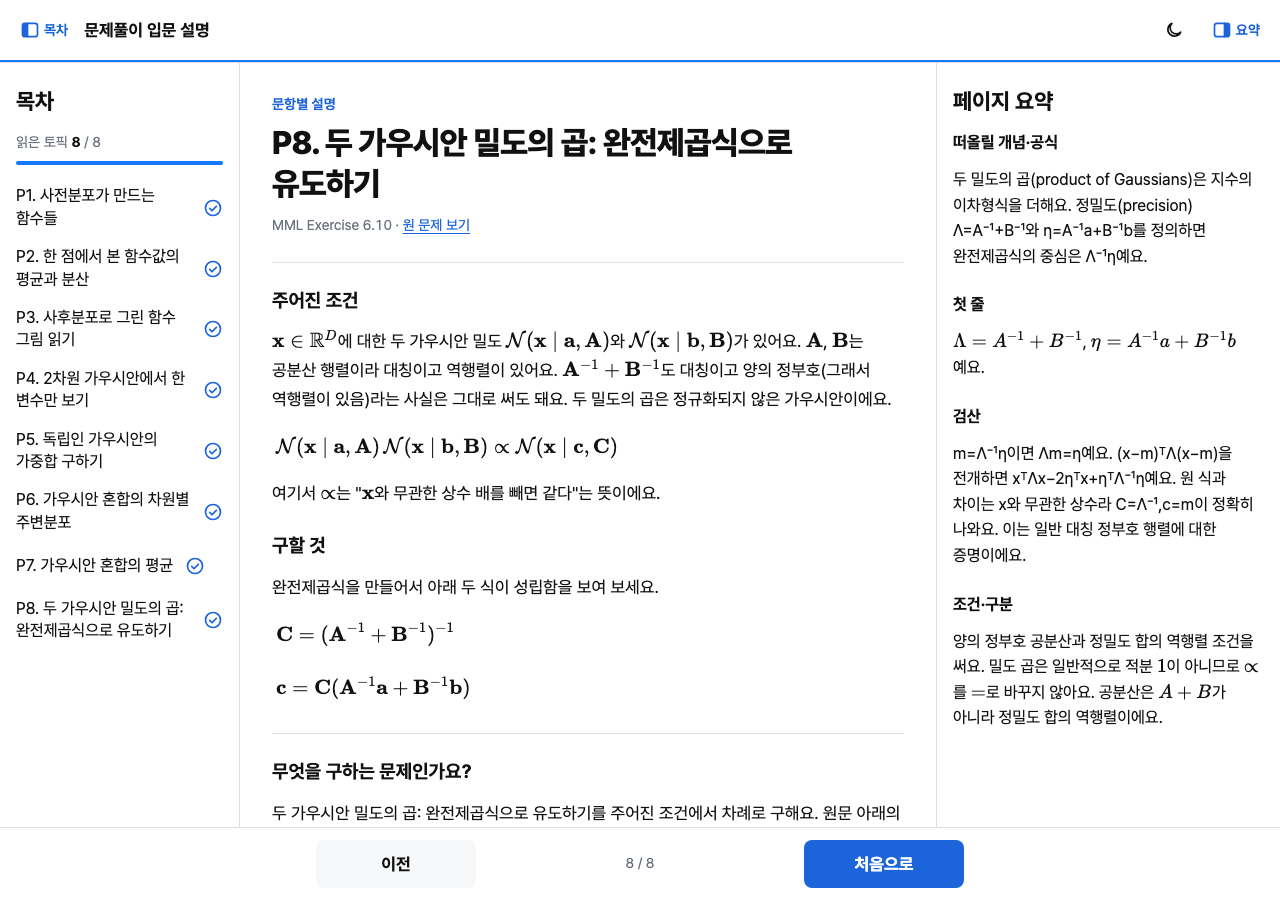 목차
문제풀이 입문 설명
요약
목차
읽은 토픽 8 / 8
P1. 사전분포가 만드는
함수들
P2. 한 점에서 본 함수값의
평균과 분산
P3. 사후분포로 그린 함수
그림 읽기
P4. 2차원 가우시안에서 한
변수만 보기
P5. 독립인 가우시안의
가중합 구하기
P6. 가우시안 혼합의 차원별
주변분포
P7. 가우시안 혼합의 평균
P8. 두 가우시안 밀도의 곱:
완전제곱식으로 유도하기
문항별 설명
P8. 두 가우시안 밀도의 곱: 완전제곱식으로
유도하기
MML Exercise 6.10 · 원 문제 보기
주어진 조건
x ∈ ℝᴰ에 대한 두 가우시안 밀도 𝒩(x | a, A)와 𝒩(x | b, B)가 있어요. A, B는
공분산 행렬이라 대칭이고 역행렬이 있어요. A⁻¹ + B⁻¹도 대칭이고 양의 정부호(그래서
역행렬이 있음)라는 사실은 그대로 써도 돼요. 두 밀도의 곱은 정규화되지 않은 가우시안이에요.
𝒩(x | a, A) 𝒩(x | b, B) ∝ 𝒩(x | c, C)
여기서 ∝는 "x와 무관한 상수 배를 빼면 같다"는 뜻이에요.
구할 것
완전제곱식을 만들어서 아래 두 식이 성립함을 보여 보세요.
C = (A⁻¹ + B⁻¹)⁻¹
c = C(A⁻¹a + B⁻¹b)
무엇을 구하는 문제인가요?
두 가우시안 밀도의 곱: 완전제곱식으로 유도하기를 주어진 조건에서 차례로 구해요. 원문 아래의
페이지 요약
떠올릴 개념·공식
두 밀도의 곱(product of Gaussians)은 지수의
이차형식을 더해요. 정밀도(precision)
Λ=A⁻¹+B⁻¹와 η=A⁻¹a+B⁻¹b를 정의하면
완전제곱식의 중심은 Λ⁻¹η예요.
첫 줄
Λ = A⁻¹ + B⁻¹, η = A⁻¹a + B⁻¹b
예요.
검산
m=Λ⁻¹η이면 Λm=η예요. (x−m)ᵀΛ(x−m)을
전개하면 xᵀΛx−2ηᵀx+ηᵀΛ⁻¹η예요. 원 식과
차이는 x와 무관한 상수라 C=Λ⁻¹,c=m이 정확히
나와요. 이는 일반 대칭 정부호 행렬에 대한
증명이에요.
조건·구분
양의 정부호 공분산과 정밀도 합의 역행렬 조건을
써요. 밀도 곱은 일반적으로 적분 1이 아니므로 ∝
를 =로 바꾸지 않아요. 공분산은 A + B가
아니라 정밀도 합의 역행렬이에요.
이전
8 / 8
처음으로